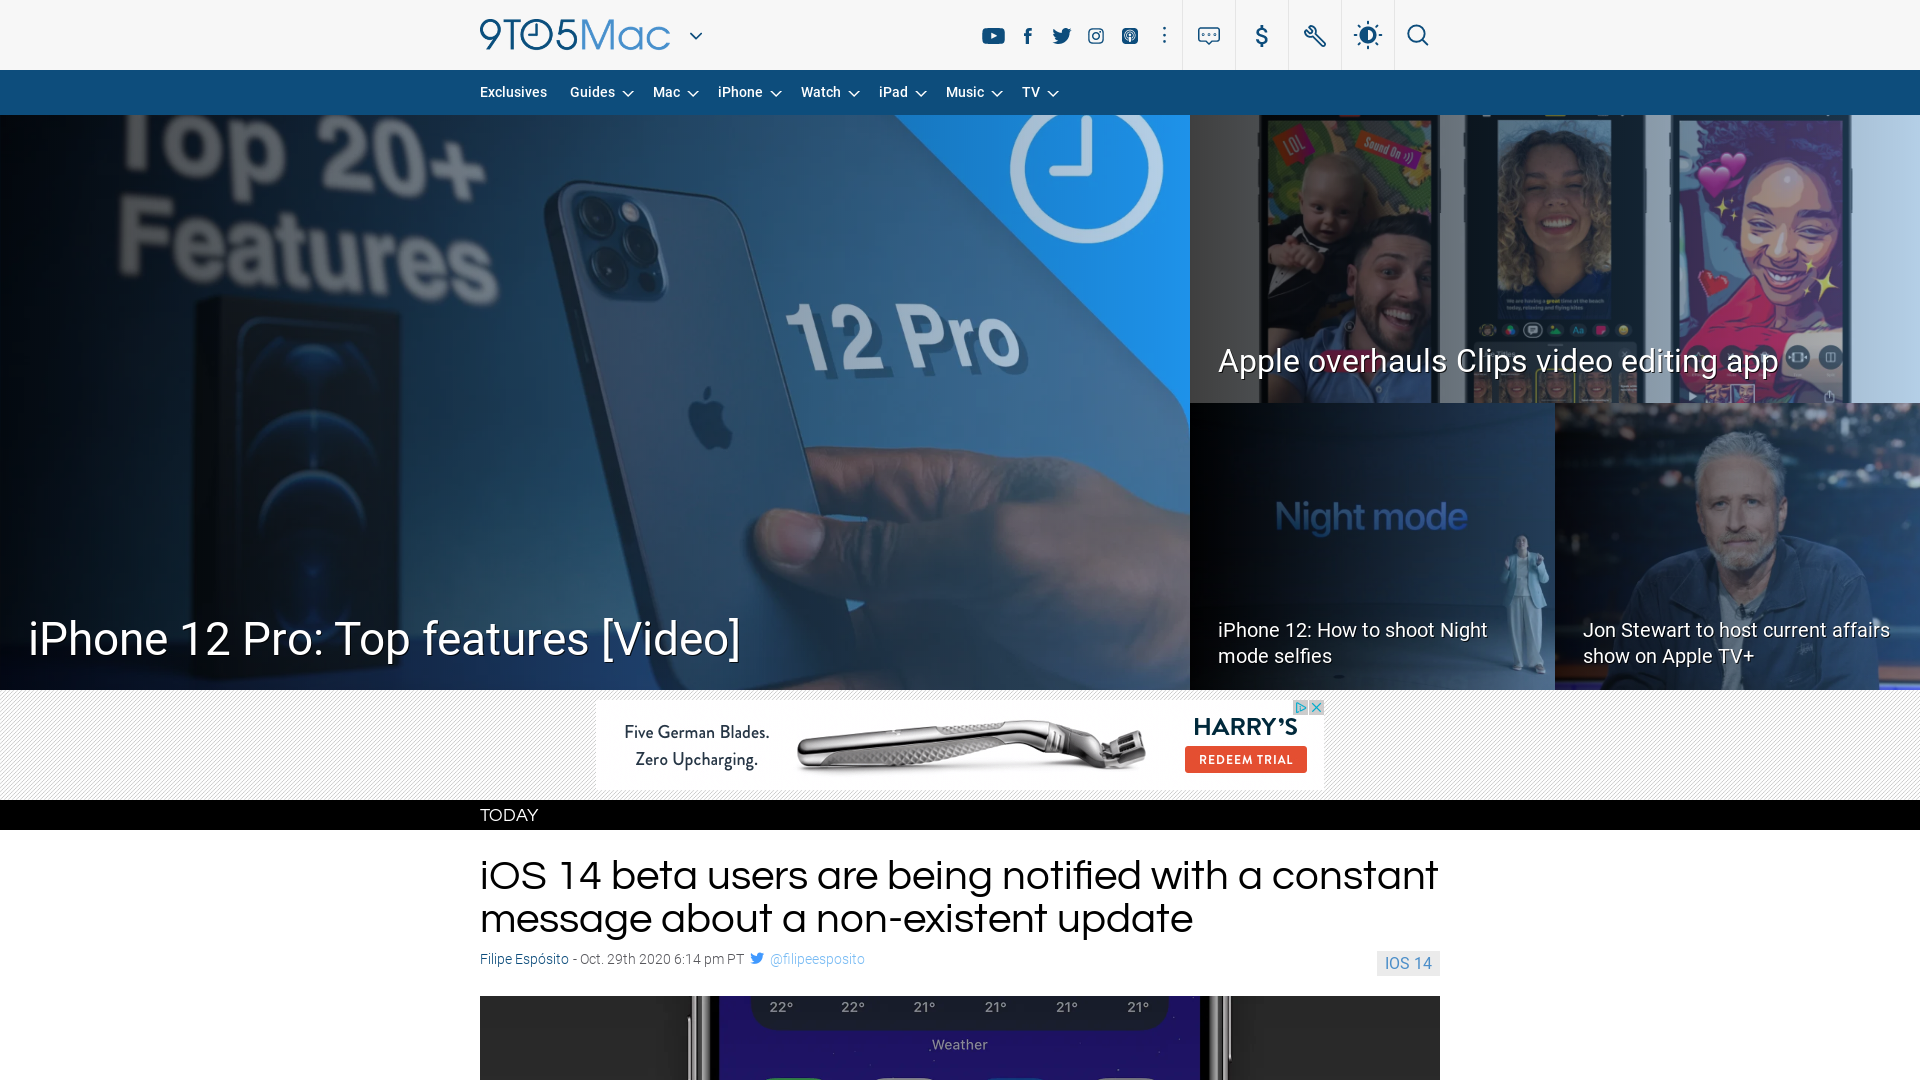 9TO5Mac
Exclusives
Guides
Mac
iPhone
Watch
iPad
Music
TV
Top 20+
Features
12 Pro
iPhone 12 Pro: Top features [Video]
LOL
Sound On
Apple overhauls Clips video editing app
Night mode
iPhone 12: How to shoot Night
mode selfies
Jon Stewart to host current affairs
show on Apple TV+
Five German Blades.
Zero Upcharging.
HARRY'S
REDEEM TRIAL
TODAY
iOS 14 beta users are being notified with a constant
message about a non-existent update
Filipe Espósito - Oct. 29th 2020 6:14 pm PT @filipeesposito
IOS 14
22° 22° 21° 21° 21° 21°
Weather